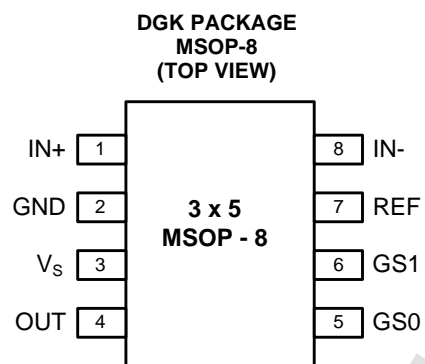 DGK PACKAGE
MSOP-8
(TOP VIEW)
IN+ 1
8 IN-
GND 2
7 REF
3 x 5
MSOP - 8
VS 3
6 GS1
OUT 4
5 GS0